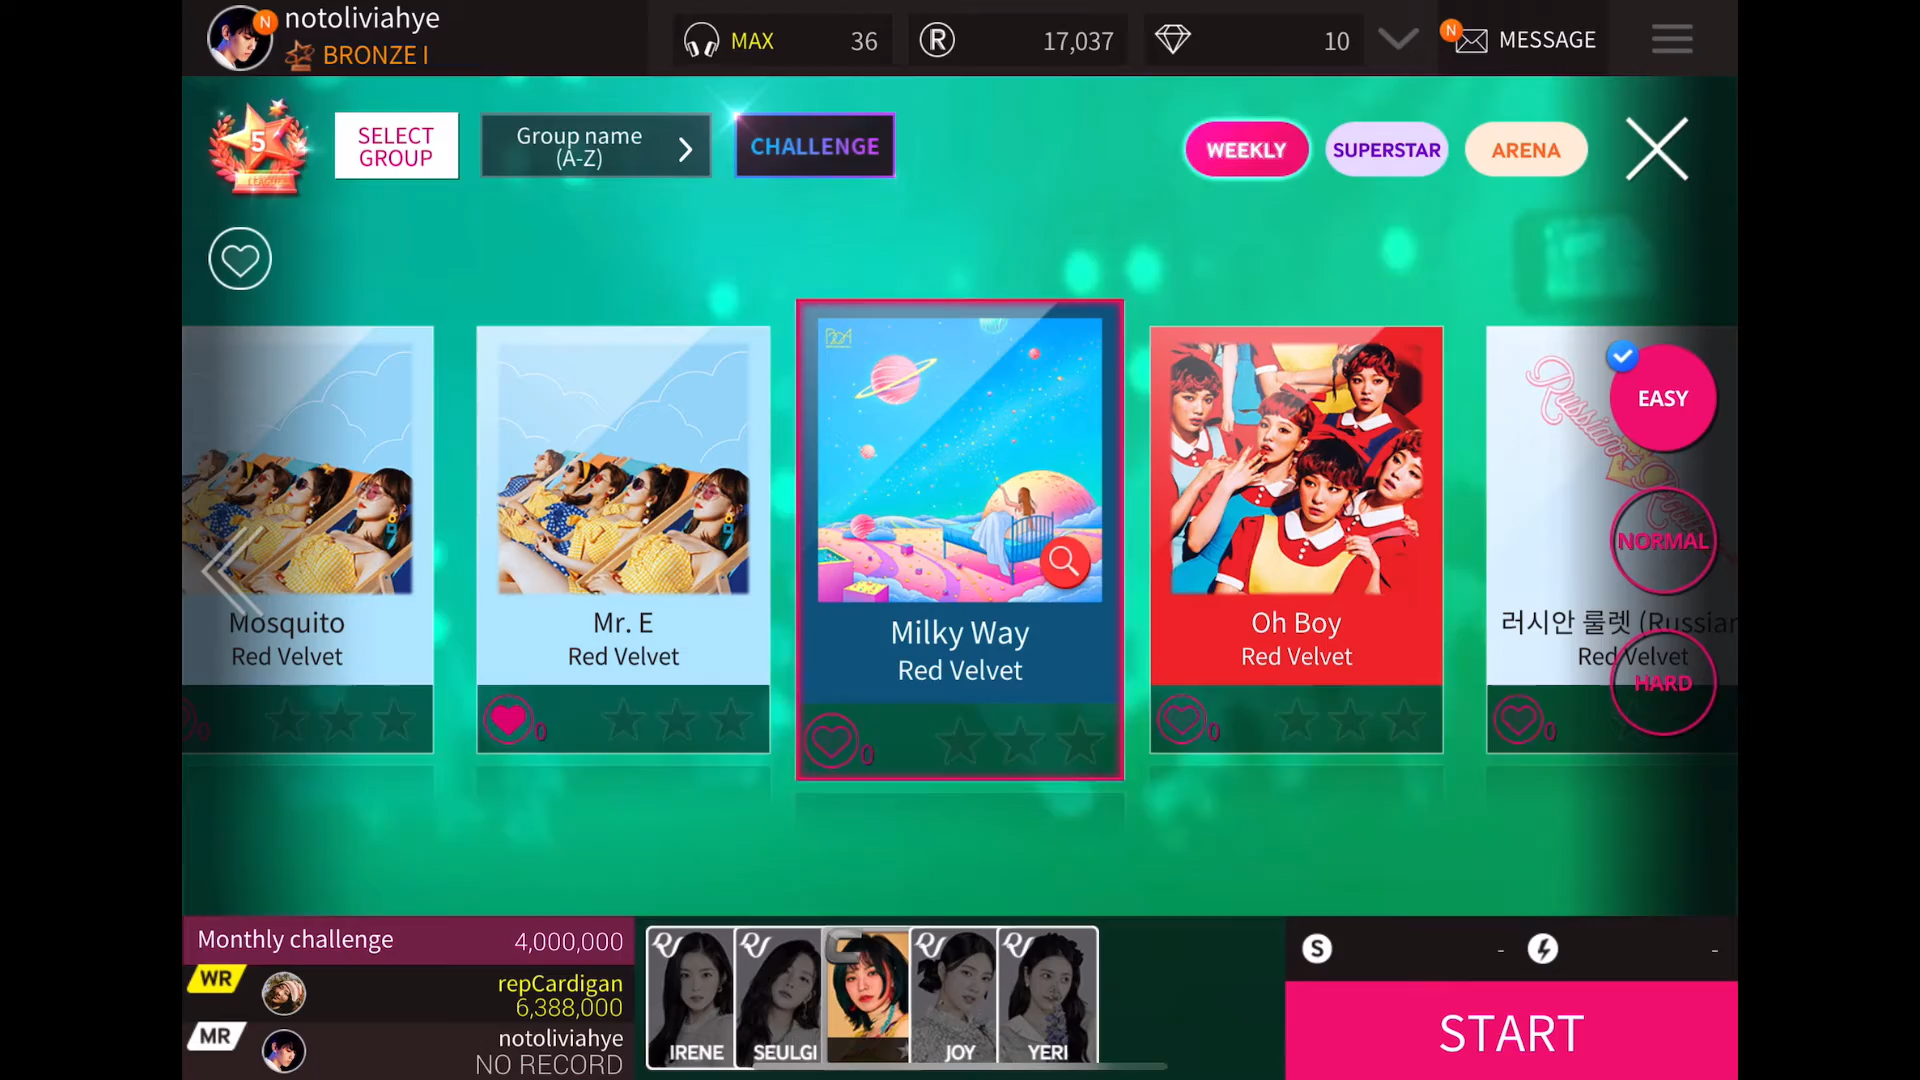 notoliviahye
N
BRONZE I
MAX
36
R
17,037
10
N
MESSAGE
5
LEAGUE
SELECT
GROUP
Group name
(A-Z)
CHALLENGE
WEEKLY
SUPERSTAR
ARENA
BOA
Mosquito
Red Velvet
0
Mr. E
Red Velvet
0
Milky Way
Red Velvet
0
Oh Boy
Red Velvet
0
Russian
러시안 룰렛 (Russian
Red Velvet
0
EASY
NORMAL
HARD
Monthly challenge
4,000,000
WR
repCardigan
6,388,000
MR
notoliviahye
NO RECORD
IRENE
SEULGI
C
JOY
YERI
S
-
-
START